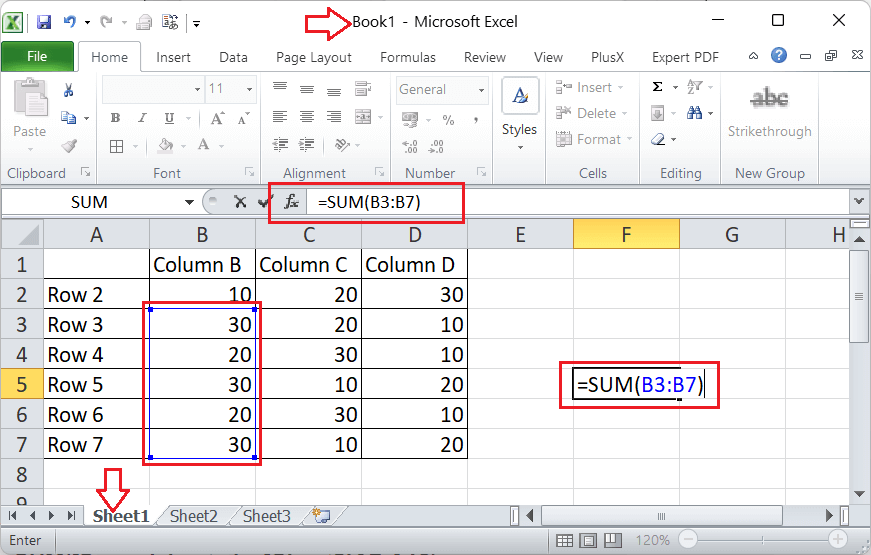 Book1 - Microsoft Excel
File Home Insert Data Page Layout Formulas Review View PlusX Expert PDF
Paste
11
B I U
A A
A
General
%
,
Styles
Insert
Delete
Format
Σ
abc
Strikethrough
Clipboard Font Alignment Number Cells Editing New Group
SUM fx =SUM(B3:B7)
A B C D E F G H
1 Column B Column C Column D
2 Row 2 10 20 30
3 Row 3 30 20 10
4 Row 4 20 30 10
5 Row 5 30 10 20 =SUM(B3:B7)
6 Row 6 20 30 10
7 Row 7 30 10 20
8
9
Sheet1 Sheet2 Sheet3
Enter 120%